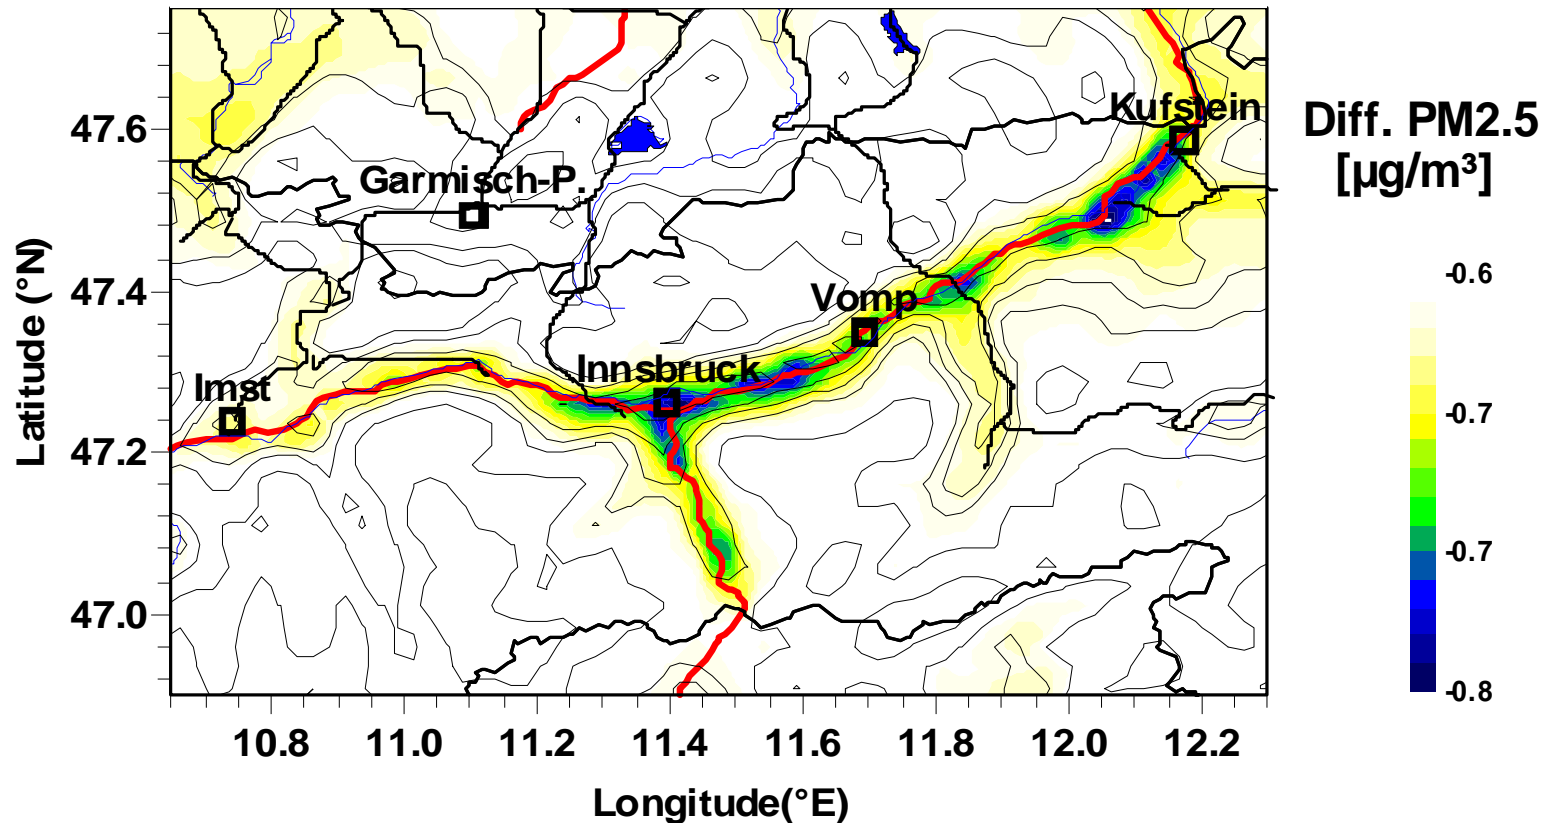 Diff. PM2.5
[µg/m³]
Kufstein
Garmisch-P.
Vomp
Innsbruck
Imst
47.6
47.4
47.2
47.0
Latitude (°N)
10.8 11.0 11.2 11.4 11.6 11.8 12.0 12.2
Longitude(°E)
-0.6
-0.7
-0.7
-0.8